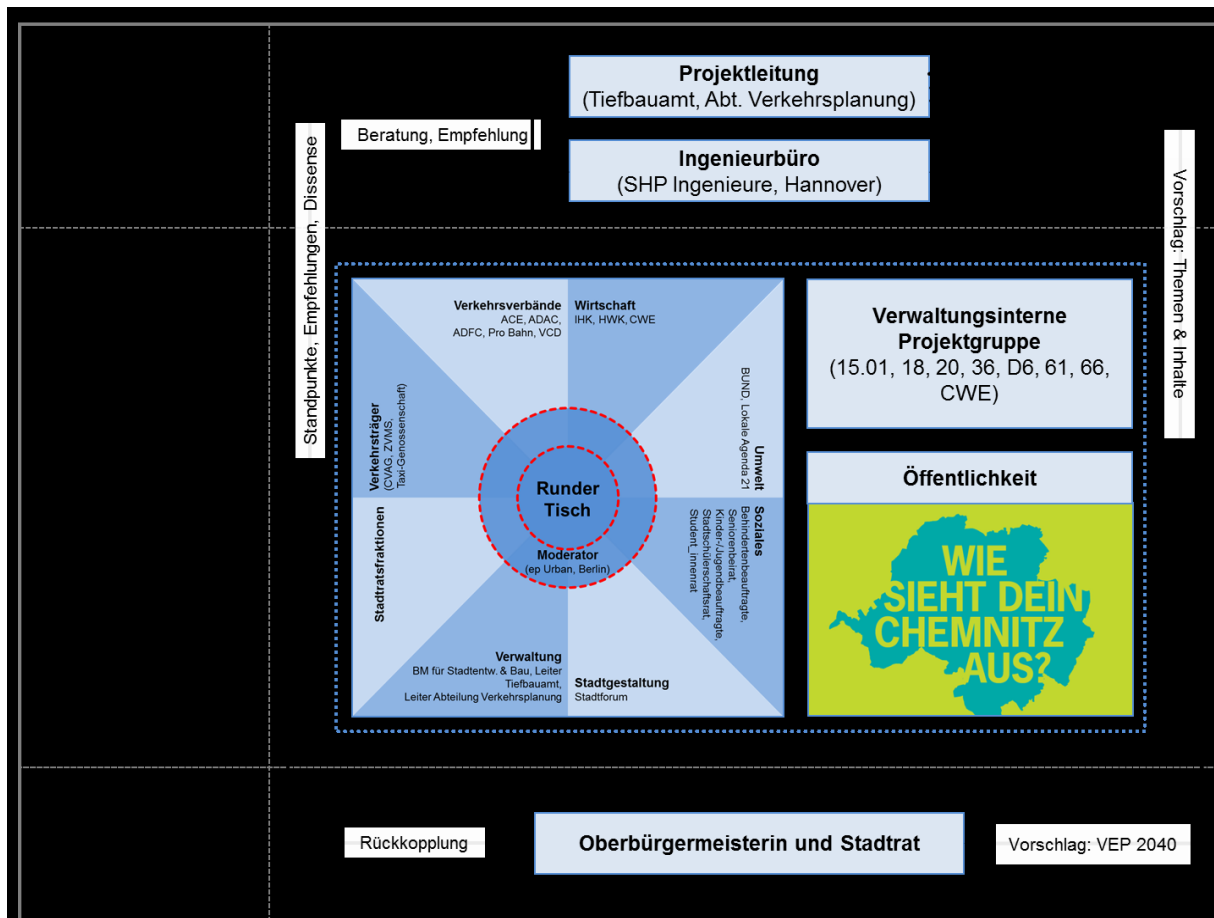 Projektleitung
(Tiefbauamt, Abt. Verkehrsplanung)
Beratung, Empfehlung
Ingenieurbüro
(SHP Ingenieure, Hannover)
Standpunkte, Empfehlungen, Dissense
Vorschlag: Themen & Inhalte
Verkehrsverbände
ACE, ADAC,
ADFC, Pro Bahn, VCD
Wirtschaft
IHK, HWK, CWE
Umwelt
BUND, Lokale Agenda 21
Soziales
Behindertenbeauftragte,
Seniorenbeirat,
Kinder-/Jugendbeauftragte,
Stadtschülerschaftsrat,
Student_innenrat
Stadtgestaltung
Stadtforum
Verwaltung
BM für Stadtentw. & Bau, Leiter
Tiefbauamt,
Leiter Abteilung Verkehrsplanung
Stadtratsfraktionen
Verkehrsträger
(CVAG, ZVMS,
Taxi-Genossenschaft)
Runder
Tisch
Moderator
(ep Urban, Berlin)
Verwaltungsinterne
Projektgruppe
(15.01, 18, 20, 36, D6, 61, 66,
CWE)
Öffentlichkeit
WIE
SIEHT DEIN
CHEMNITZ
AUS?
Rückkopplung
Oberbürgermeisterin und Stadtrat
Vorschlag: VEP 2040